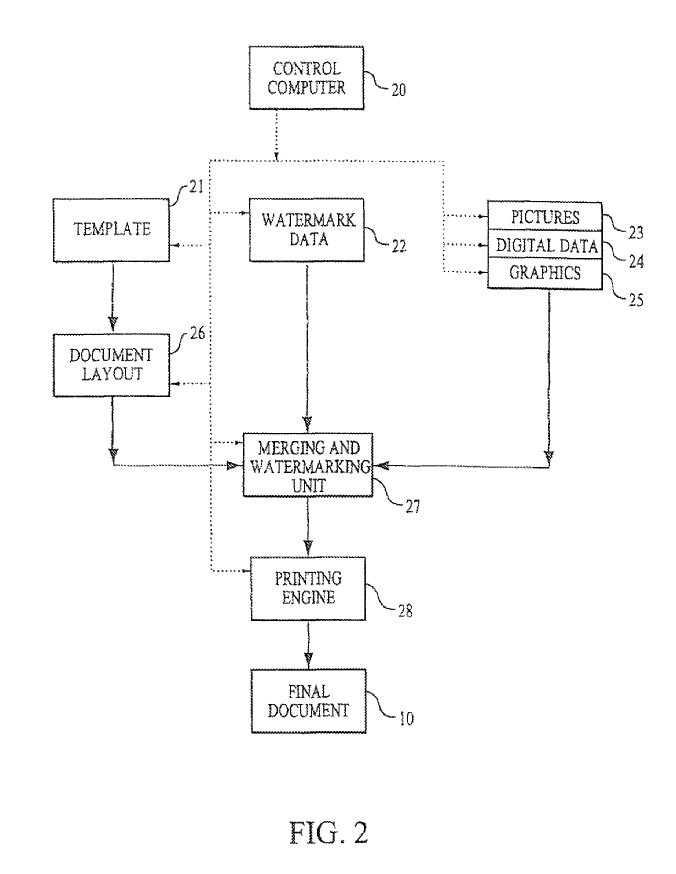 CONTROL
COMPUTER
20
21
TEMPLATE
WATERMARK
DATA
22
PICTURES
23
DIGITAL DATA
24
GRAPHICS
25
26
DOCUMENT
LAYOUT
MERGING AND
WATERMARKING
UNIT
27
PRINTING
ENGINE
28
FINAL
DOCUMENT
10
FIG. 2